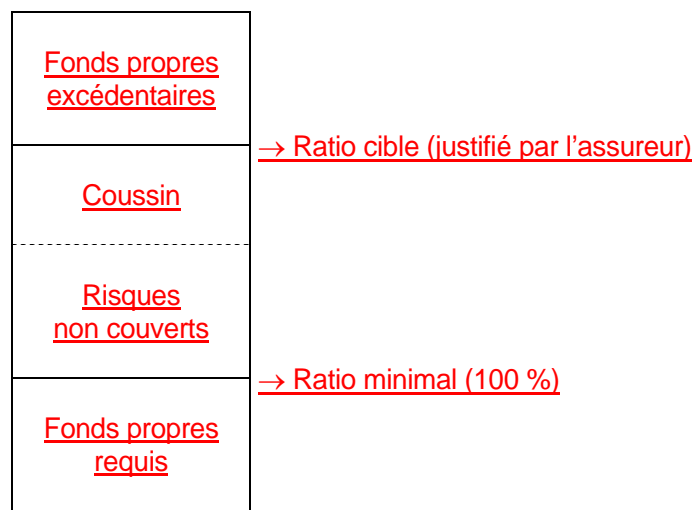 Fonds propres
excédentaires
→ Ratio cible (justifié par l'assureur)
Coussin
Risques
non couverts
→ Ratio minimal (100 %)
Fonds propres
requis